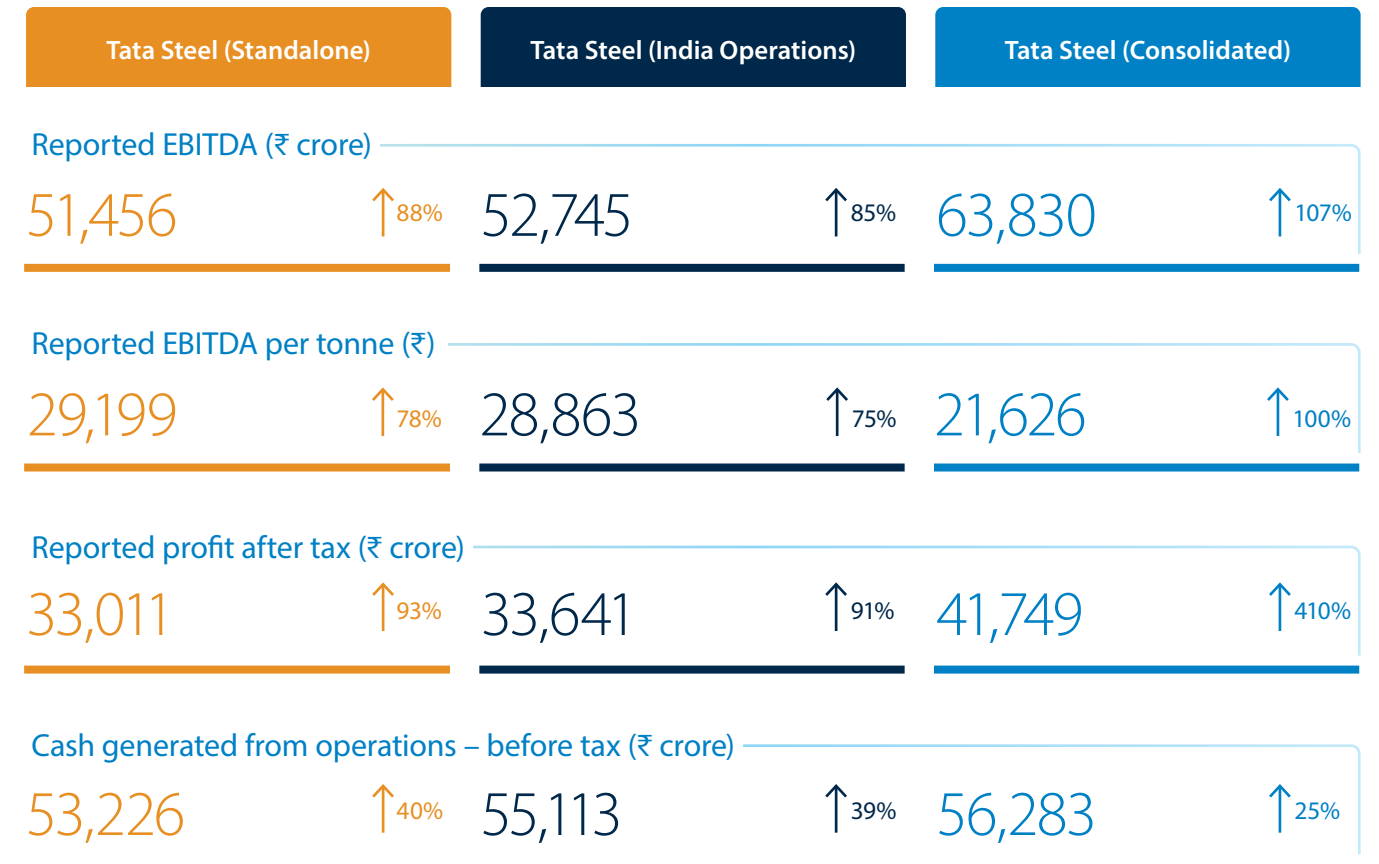 Tata Steel (Standalone) Tata Steel (India Operations) Tata Steel (Consolidated)
Reported EBITDA (₹ crore)
51,456 ↑88% 52,745 ↑85% 63,830 ↑107%
Reported EBITDA per tonne (₹)
29,199 ↑78% 28,863 ↑75% 21,626 ↑100%
Reported profit after tax (₹ crore)
33,011 ↑93% 33,641 ↑91% 41,749 ↑410%
Cash generated from operations – before tax (₹ crore)
53,226 ↑40% 55,113 ↑39% 56,283 ↑25%